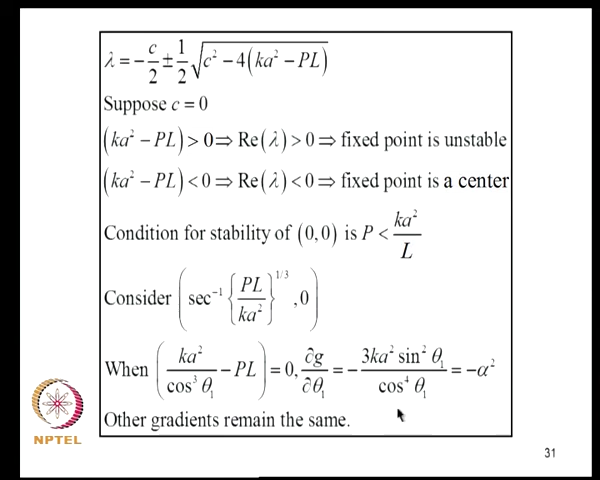 λ = -c/2 ± 1/2 √(c² - 4(ka² - PL))
Suppose c = 0
(ka² - PL) > 0 ⇒ Re(λ) > 0 ⇒ fixed point is unstable
(ka² - PL) < 0 ⇒ Re(λ) < 0 ⇒ fixed point is a center
Condition for stability of (0,0) is P < ka²/L
Consider (sec⁻¹{PL/ka²}^{1/3}, 0)
When (ka²/cos³θ₁ - PL) = 0, ∂g/∂θ₁ = -3ka² sin²θ₁/cos⁴θ₁ = -α²
Other gradients remain the same.
NPTEL
31